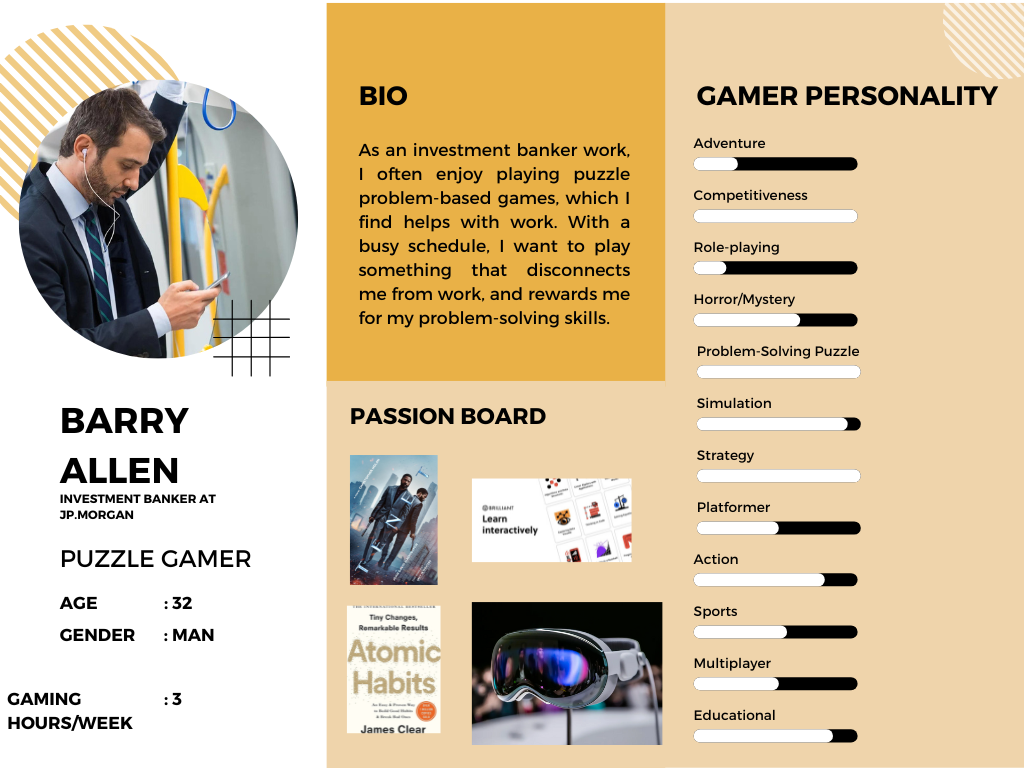 BARRY
ALLEN
INVESTMENT BANKER AT
JP.MORGAN
PUZZLE GAMER
AGE : 32
GENDER : MAN
GAMING : 3
HOURS/WEEK
BIO
As an investment banker work,
I often enjoy playing puzzle
problem-based games, which I
find helps with work. With a
busy schedule, I want to play
something that disconnects
me from work, and rewards me
for my problem-solving skills.
PASSION BOARD
TENET
BRILLIANT
Learn
interactively
THE INTERNATIONAL BESTSELLER
Tiny Changes,
Remarkable Results
Atomic
Habits
An Easy & Proven Way
to Build Good Habits
& Break Bad Ones
James Clear
GAMER PERSONALITY
Adventure
Competitiveness
Role-playing
Horror/Mystery
Problem-Solving Puzzle
Simulation
Strategy
Platformer
Action
Sports
Multiplayer
Educational